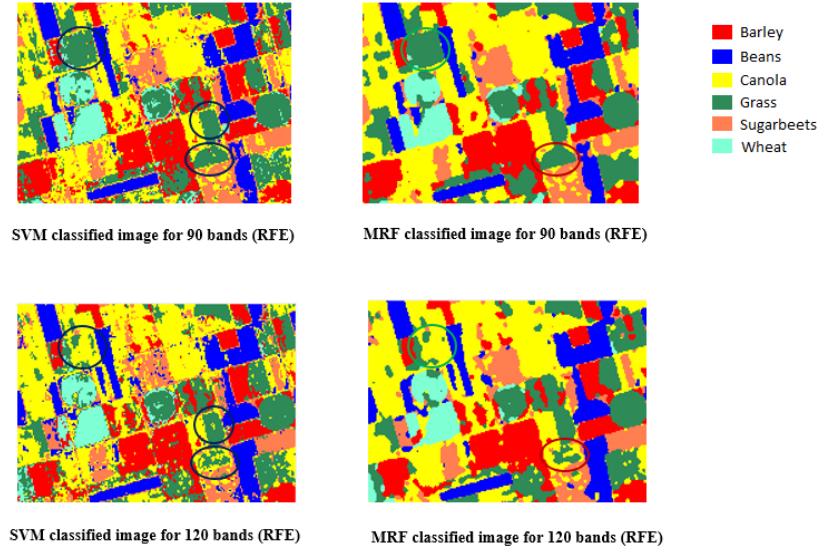 Barley
Beans
Canola
Grass
Sugarbeets
Wheat
SVM classified image for 90 bands (RFE)
MRF classified image for 90 bands (RFE)
SVM classified image for 120 bands (RFE)
MRF classified image for 120 bands (RFE)